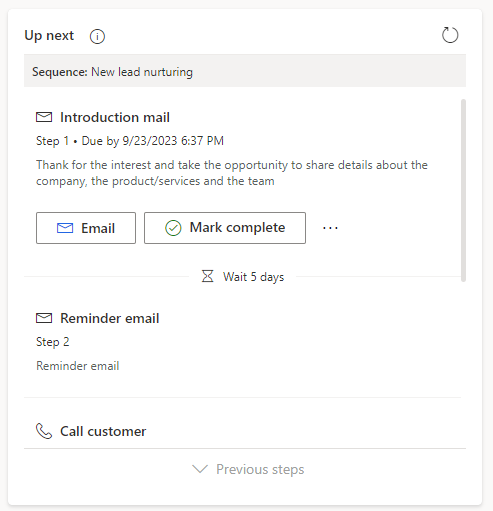 Up next
Sequence: New lead nurturing
Introduction mail
Step 1 • Due by 9/23/2023 6:37 PM
Thank for the interest and take the opportunity to share details about the
company, the product/services and the team
Email
Mark complete
Wait 5 days
Reminder email
Step 2
Reminder email
Call customer
Previous steps